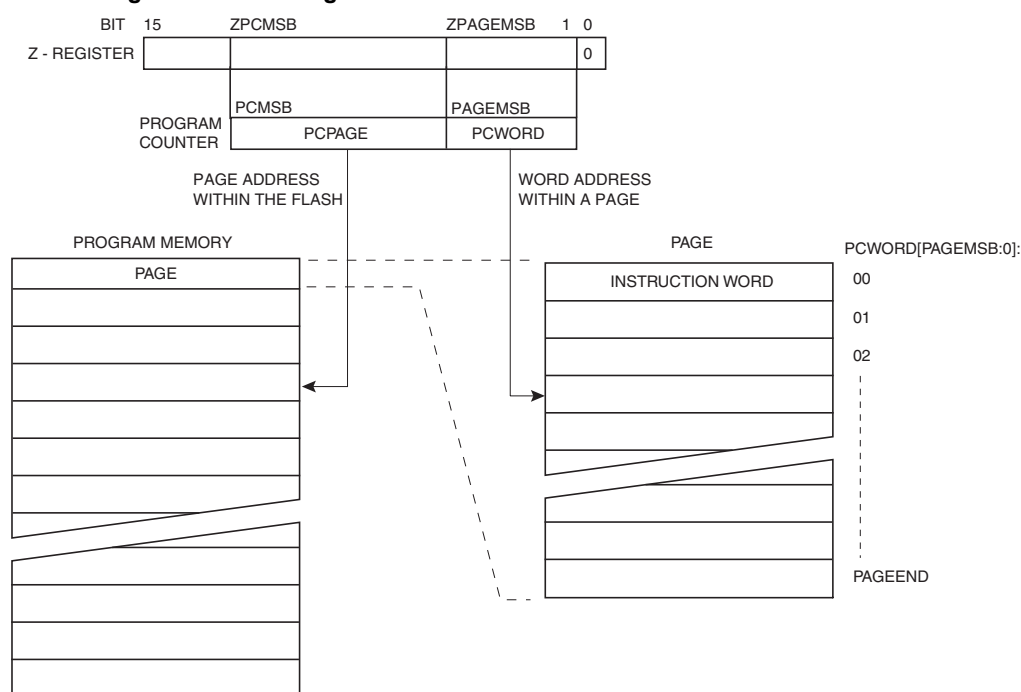 BIT 15 ZPCMSB ZPAGEMSB 1 0
Z - REGISTER 0
PCMSB PAGEMSB
PROGRAM
COUNTER
PCPAGE PCWORD
PAGE ADDRESS
WITHIN THE FLASH
WORD ADDRESS
WITHIN A PAGE
PROGRAM MEMORY
PAGE
PAGE
INSTRUCTION WORD
PCWORD[PAGEMSB:0]:
00
01
02
PAGEEND